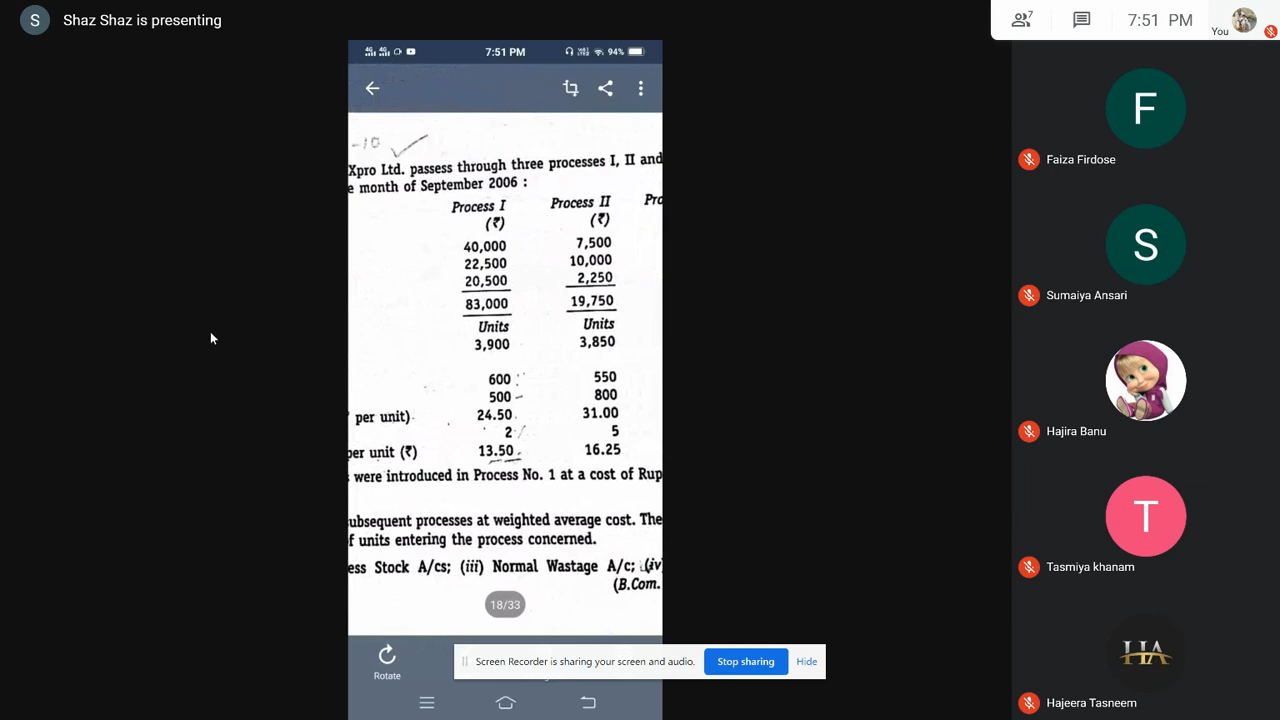 S Shaz Shaz is presenting
7
7:51 PM
You
4G 4G 7:51 PM 94%
-10
Xpro Ltd. passess through three processes I, II and
e month of September 2006 :
Process I Process II Pro
(₹) (₹)
40,000 7,500
22,500 10,000
20,500 2,250
83,000 19,750
Units Units
3,900 3,850
600 550
500 800
per unit) 24.50 31.00
2 5
per unit (₹) 13.50 16.25
s were introduced in Process No. 1 at a cost of Rup
ubsequent processes at weighted average cost. The
f units entering the process concerned.
ess Stock A/cs; (iii) Normal Wastage A/c; (iv)
(B.Com.
18/33
Rotate
Screen Recorder is sharing your screen and audio. Stop sharing Hide
F
Faiza Firdose
S
Sumaiya Ansari
Hajira Banu
T
Tasmiya khanam
HA
Hajeera Tasneem